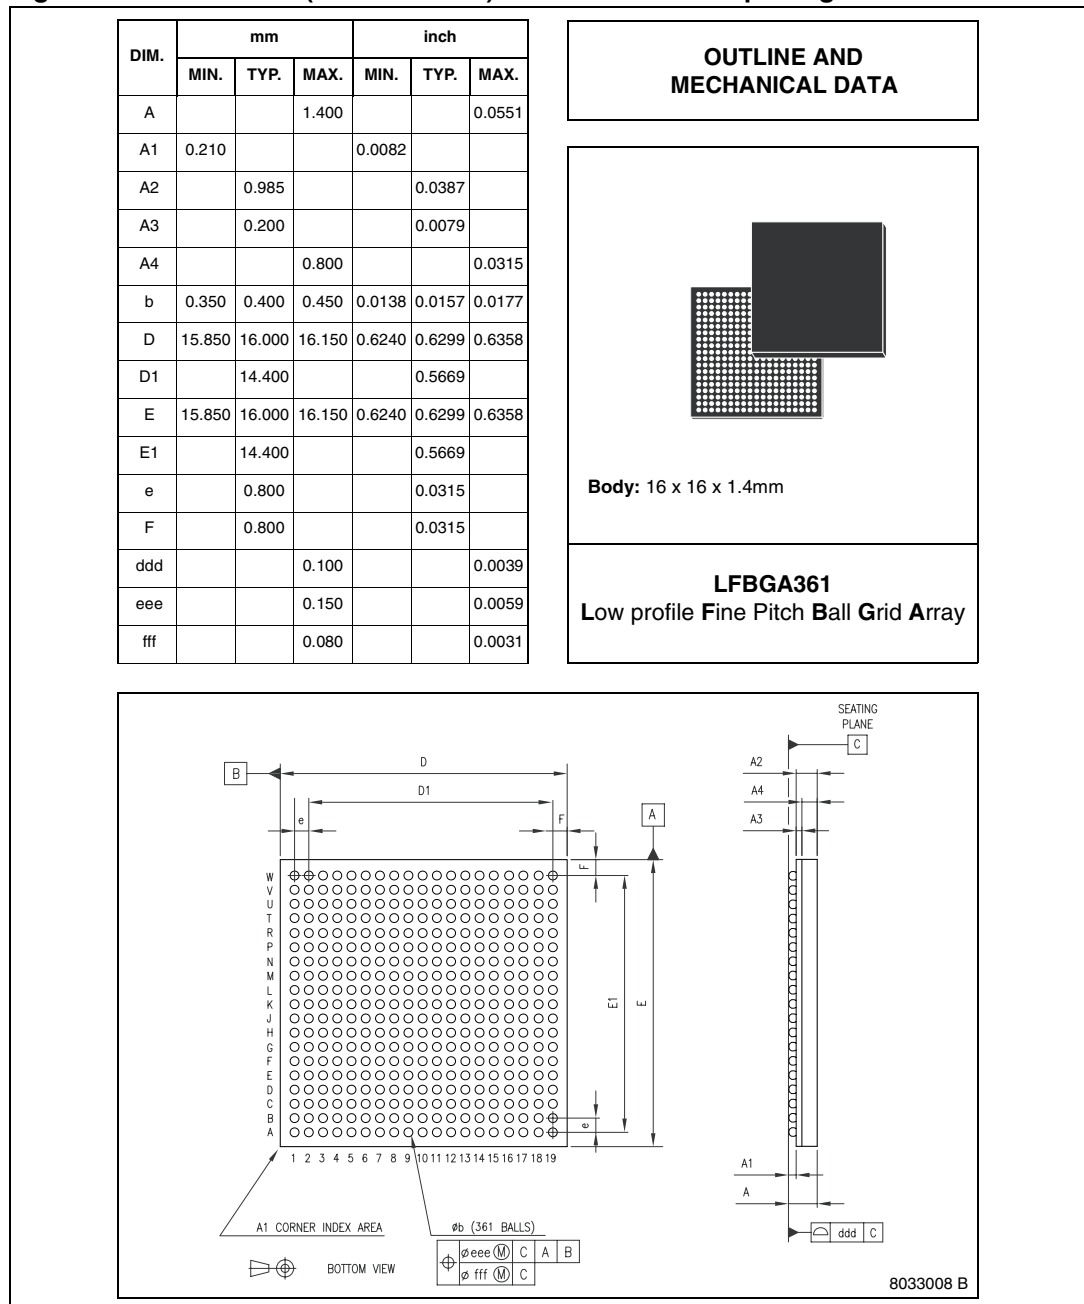 DIM. mm inch
MIN. TYP. MAX. MIN. TYP. MAX.
A 1.400 0.0551
A1 0.210 0.0082
A2 0.985 0.0387
A3 0.200 0.0079
A4 0.800 0.0315
b 0.350 0.400 0.450 0.0138 0.0157 0.0177
D 15.850 16.000 16.150 0.6240 0.6299 0.6358
D1 14.400 0.5669
E 15.850 16.000 16.150 0.6240 0.6299 0.6358
E1 14.400 0.5669
e 0.800 0.0315
F 0.800 0.0315
ddd 0.100 0.0039
eee 0.150 0.0059
fff 0.080 0.0031
OUTLINE AND
MECHANICAL DATA
Body: 16 x 16 x 1.4mm
LFBGA361
Low profile Fine Pitch Ball Grid Array
SEATING
PLANE
C
B
D
D1
e
F
A
F
A2
A4
A3
W
V
U
T
R
P
N
M
L
K
J
H
G
F
E
D
C
B
A
E1
E
e
1 2 3 4 5 6 7 8 9 10 11 12 13 14 15 16 17 18 19
A1
A
A1 CORNER INDEX AREA
øb (361 BALLS)
ddd C
ø eee Ⓜ C A B
ø fff Ⓜ C
BOTTOM VIEW
8033008 B